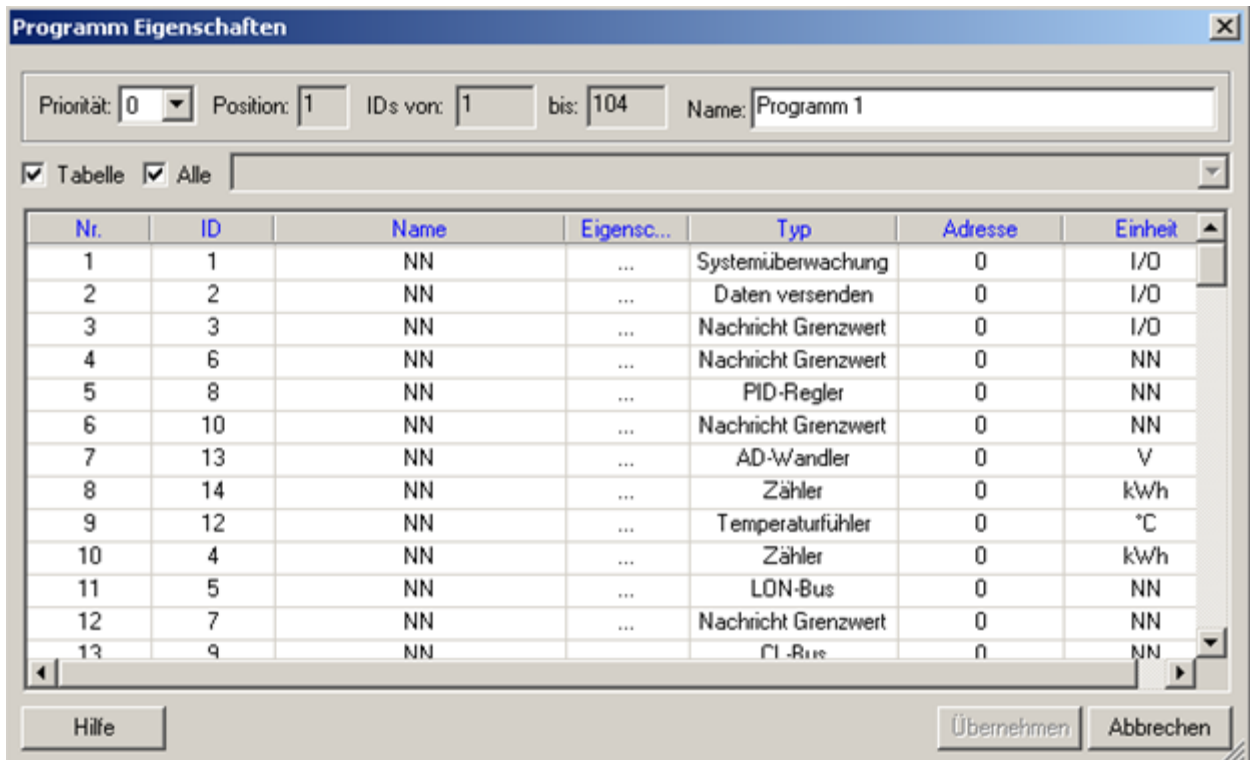 Programm Eigenschaften
Priorität: 0 Position: 1 IDs von: 1 bis: 104 Name: Programm 1
Tabelle Alle
Nr. ID Name Eigensc... Typ Adresse Einheit
1 1 NN ... Systemüberwachung 0 I/O
2 2 NN ... Daten versenden 0 I/O
3 3 NN ... Nachricht Grenzwert 0 I/O
4 6 NN ... Nachricht Grenzwert 0 NN
5 8 NN ... PID-Regler 0 NN
6 10 NN ... Nachricht Grenzwert 0 NN
7 13 NN ... AD-Wandler 0 V
8 14 NN ... Zähler 0 kWh
9 12 NN ... Temperaturfühler 0 °C
10 4 NN ... Zähler 0 kWh
11 5 NN ... LON-Bus 0 NN
12 7 NN ... Nachricht Grenzwert 0 NN
13 9 NN CL-Bus 0 NN
Hilfe Übernehmen Abbrechen